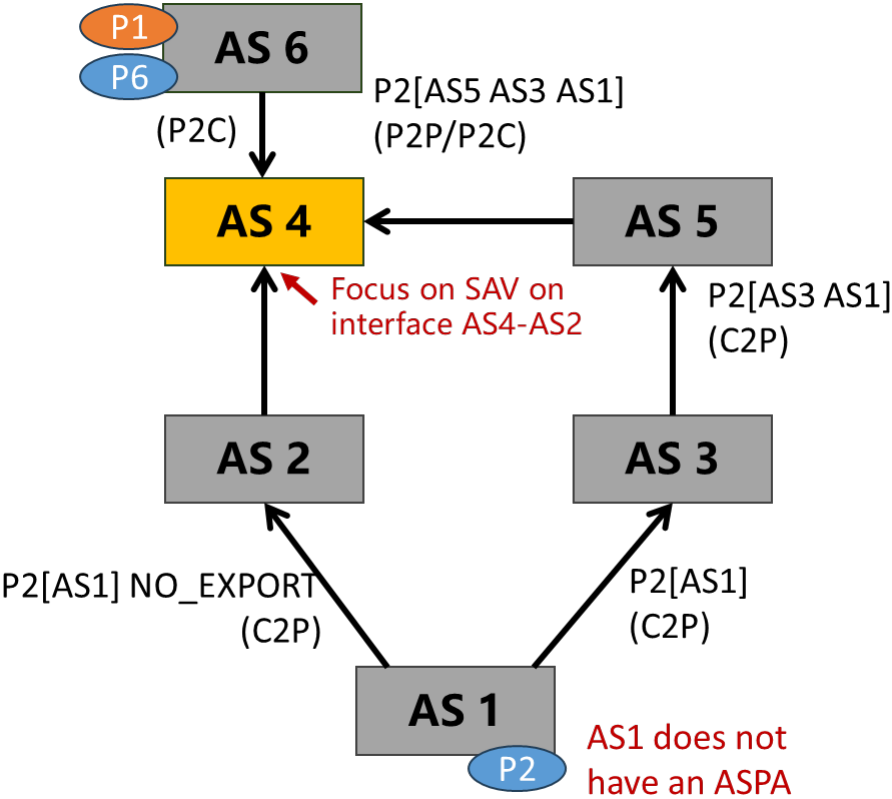 P1
AS 6
P6
P2[AS5 AS3 AS1]
(P2C)
(P2P/P2C)
AS 4
AS 5
Focus on SAV on
interface AS4-AS2
P2[AS3 AS1]
(C2P)
AS 2
AS 3
P2[AS1] NO_EXPORT
(C2P)
P2[AS1]
(C2P)
AS 1
P2
AS1 does not
have an ASPA